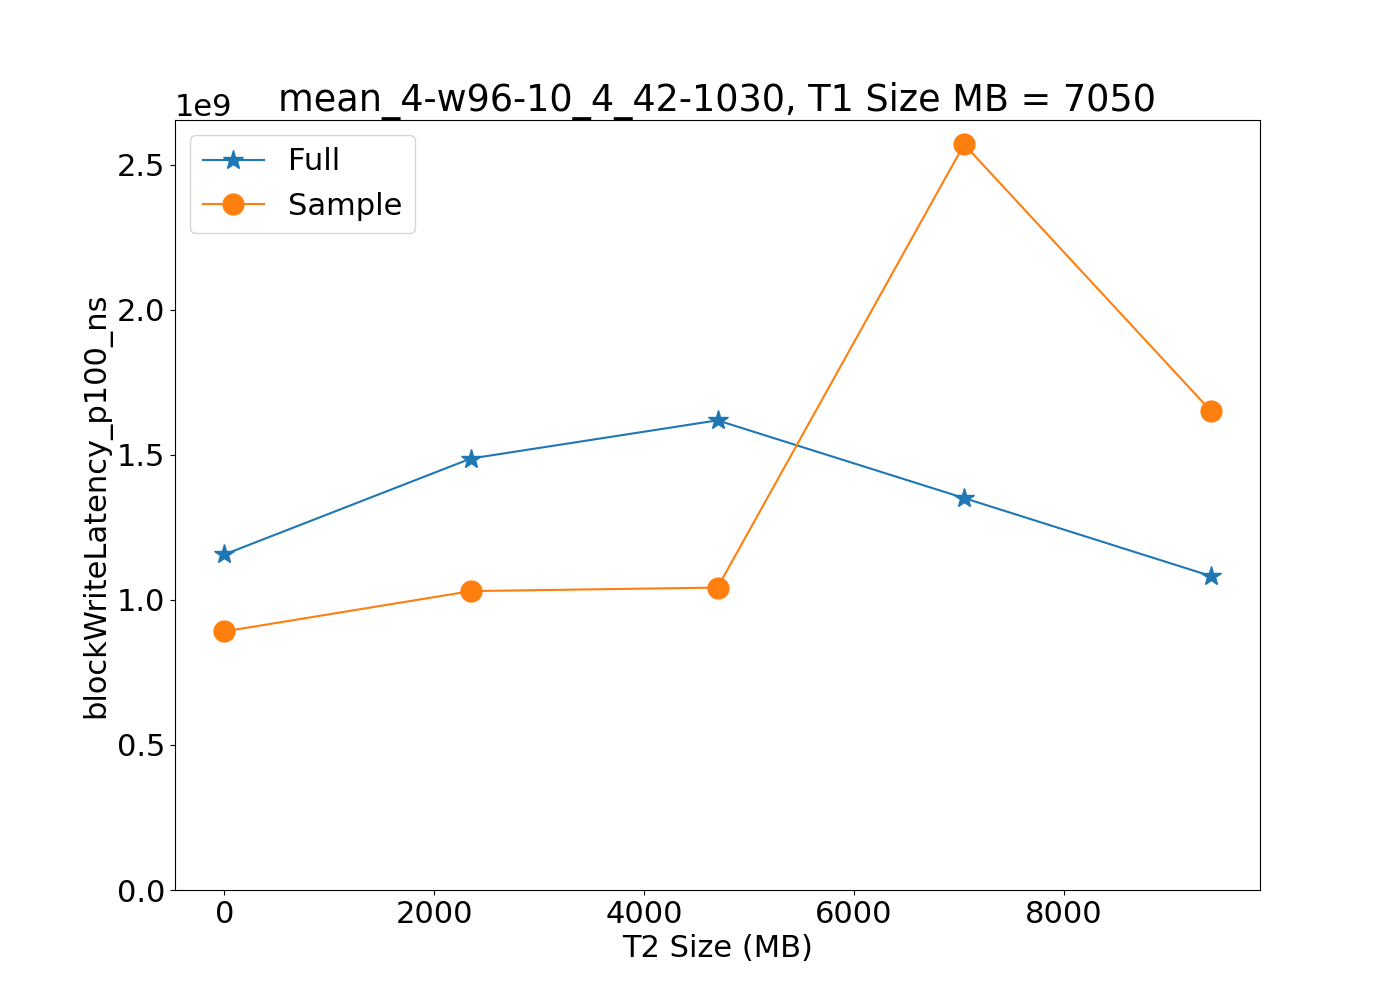 mean_4-w96-10_4_42-1030, T1 Size MB = 7050
1e9
Full
Sample
2.5
2.0
1.5
1.0
0.5
0.0
blockWriteLatency_p100_ns
0 2000 4000 6000 8000
T2 Size (MB)